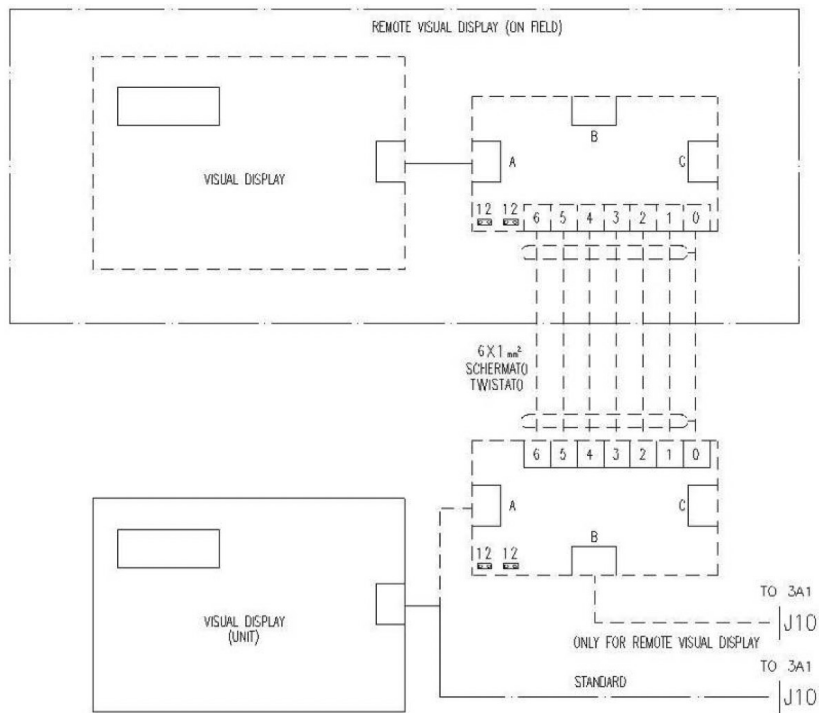 REMOTE VISUAL DISPLAY (ON FIELD)
B
A
C
VISUAL DISPLAY
12 12
6 5 4 3 2 1 0
6X1 mm²
SCHERMATO
TWISTATO
6 5 4 3 2 1 0
A
C
B
12 12
TO 3A1
J10
VISUAL DISPLAY
(UNIT)
ONLY FOR REMOTE VISUAL DISPLAY
TO 3A1
STANDARD
J10